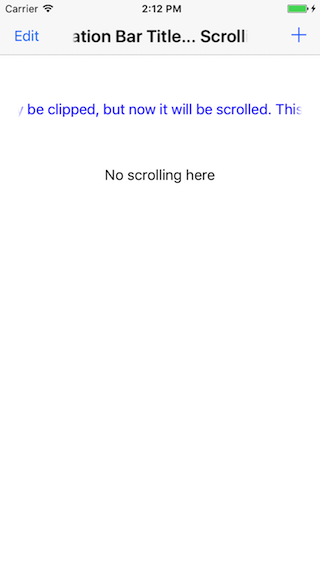 Carrier 2:12 PM
Edit ation Bar Title... Scroll +
be clipped, but now it will be scrolled. This
No scrolling here